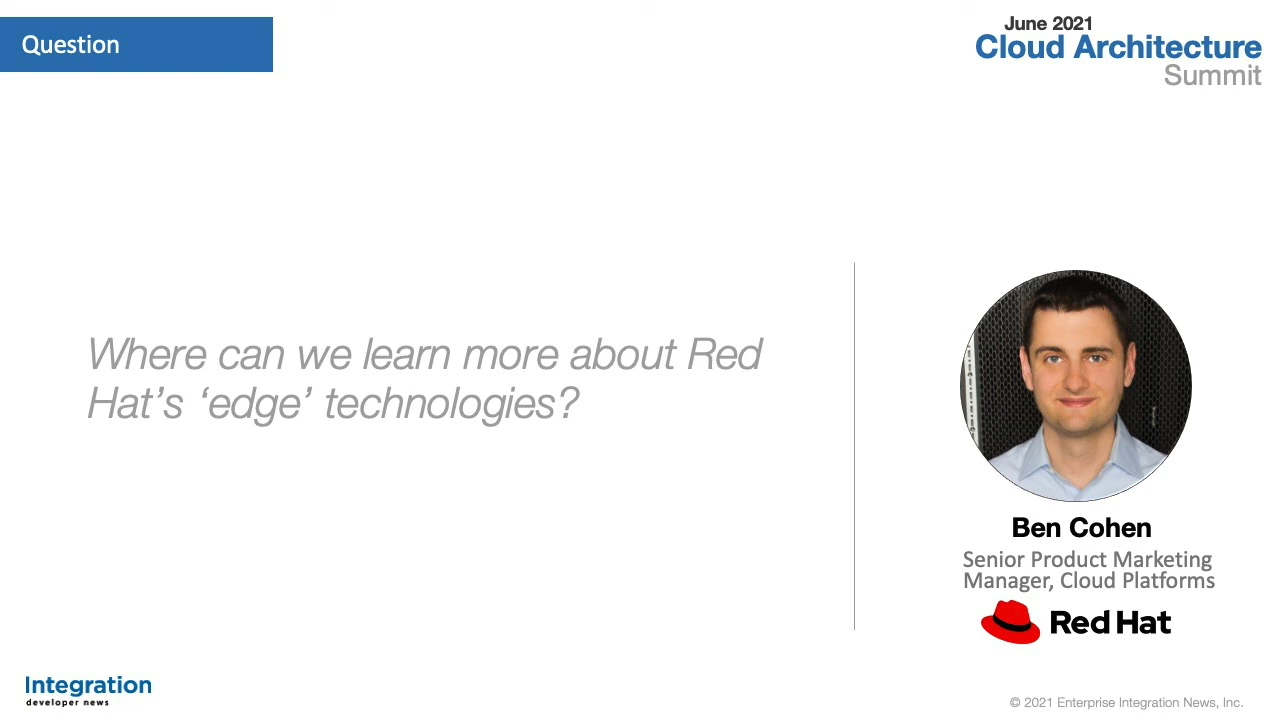 Question
June 2021
Cloud Architecture
Summit
Where can we learn more about Red
Hat’s ‘edge’ technologies?
Ben Cohen
Senior Product Marketing
Manager, Cloud Platforms
Red Hat
Integration
developer news
© 2021 Enterprise Integration News, Inc.